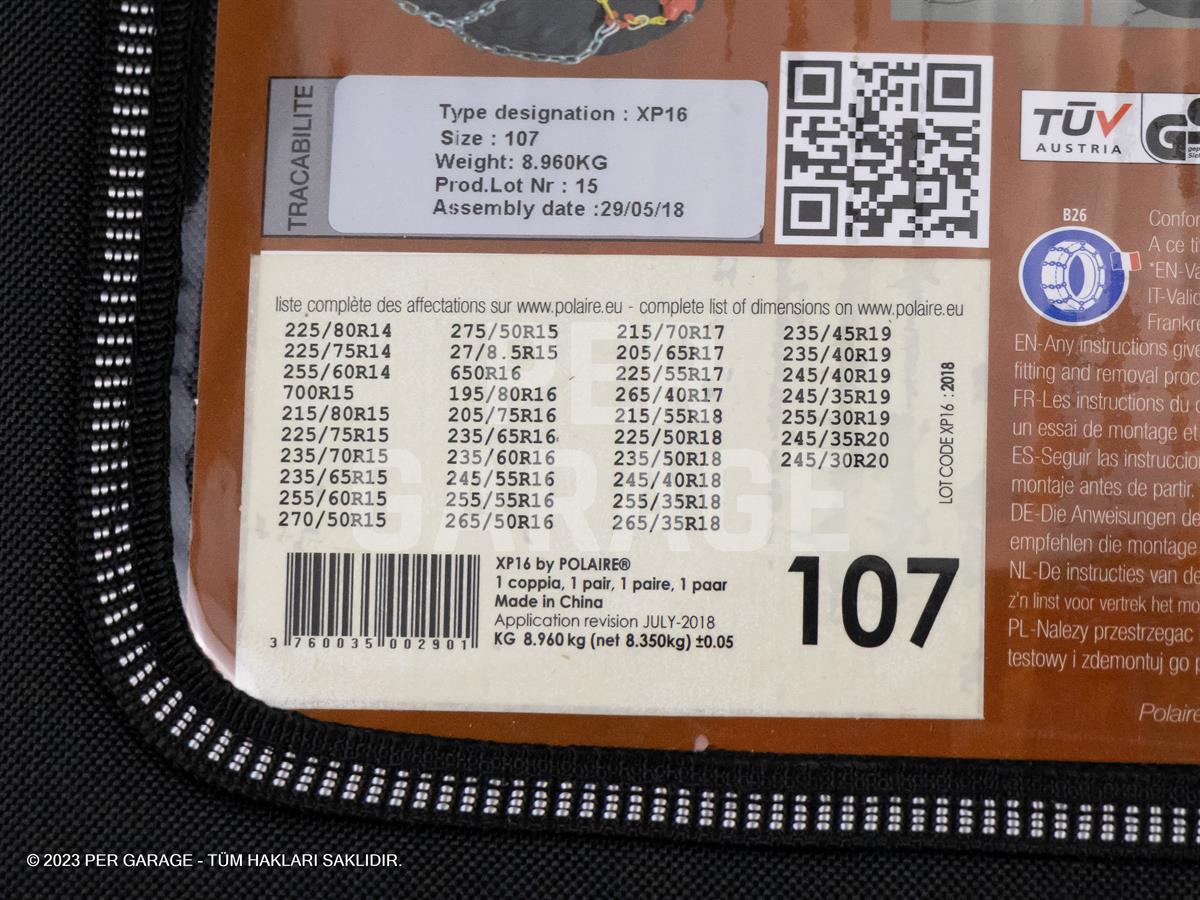 TRACABILITE
Type designation : XP16
Size : 107
Weight: 8.960KG
Prod.Lot Nr : 15
Assembly date :29/05/18
TÜV
AUSTRIA
GS
B26
liste complète des affectations sur www.polaire.eu - complete list of dimensions on www.polaire.eu
225/80R14 275/50R15 215/70R17 235/45R19
225/75R14 27/8.5R15 205/65R17 235/40R19
255/60R14 650R16 225/55R17 245/40R19
700R15 195/80R16 265/40R17 245/35R19
215/80R15 205/75R16 215/55R18 255/30R19
225/75R15 235/65R16 225/50R18 245/35R20
235/70R15 235/60R16 235/50R18 245/30R20
235/65R15 245/55R16 245/40R18
255/60R15 255/55R16 255/35R18
270/50R15 265/50R16 265/35R18
LOT CODE XP16 :2018
PER
GARAGE
3 760035 002901
XP16 by POLAIRE®
1 coppia, 1 pair, 1 paire, 1 paar
Made in China
Application revision JULY-2018
KG 8.960 kg (net 8.350kg) ±0.05
107
A ce
*EN-Va
IT-Valid
EN-Any instructions give
fitting and removal proc
FR-Les instructions du
un essai de montage et
ES-Seguir las instruccion
montaje antes de partir.
DE-Die Anweisungen de
empfehlen die montage
NL-De instructies van de
z'n linst voor vertrek het mo
PL-Nalezy przestrzegac
testowy i zdemontuj go p
Polaire
© 2023 PER GARAGE - TÜM HAKLARI SAKLIDIR.